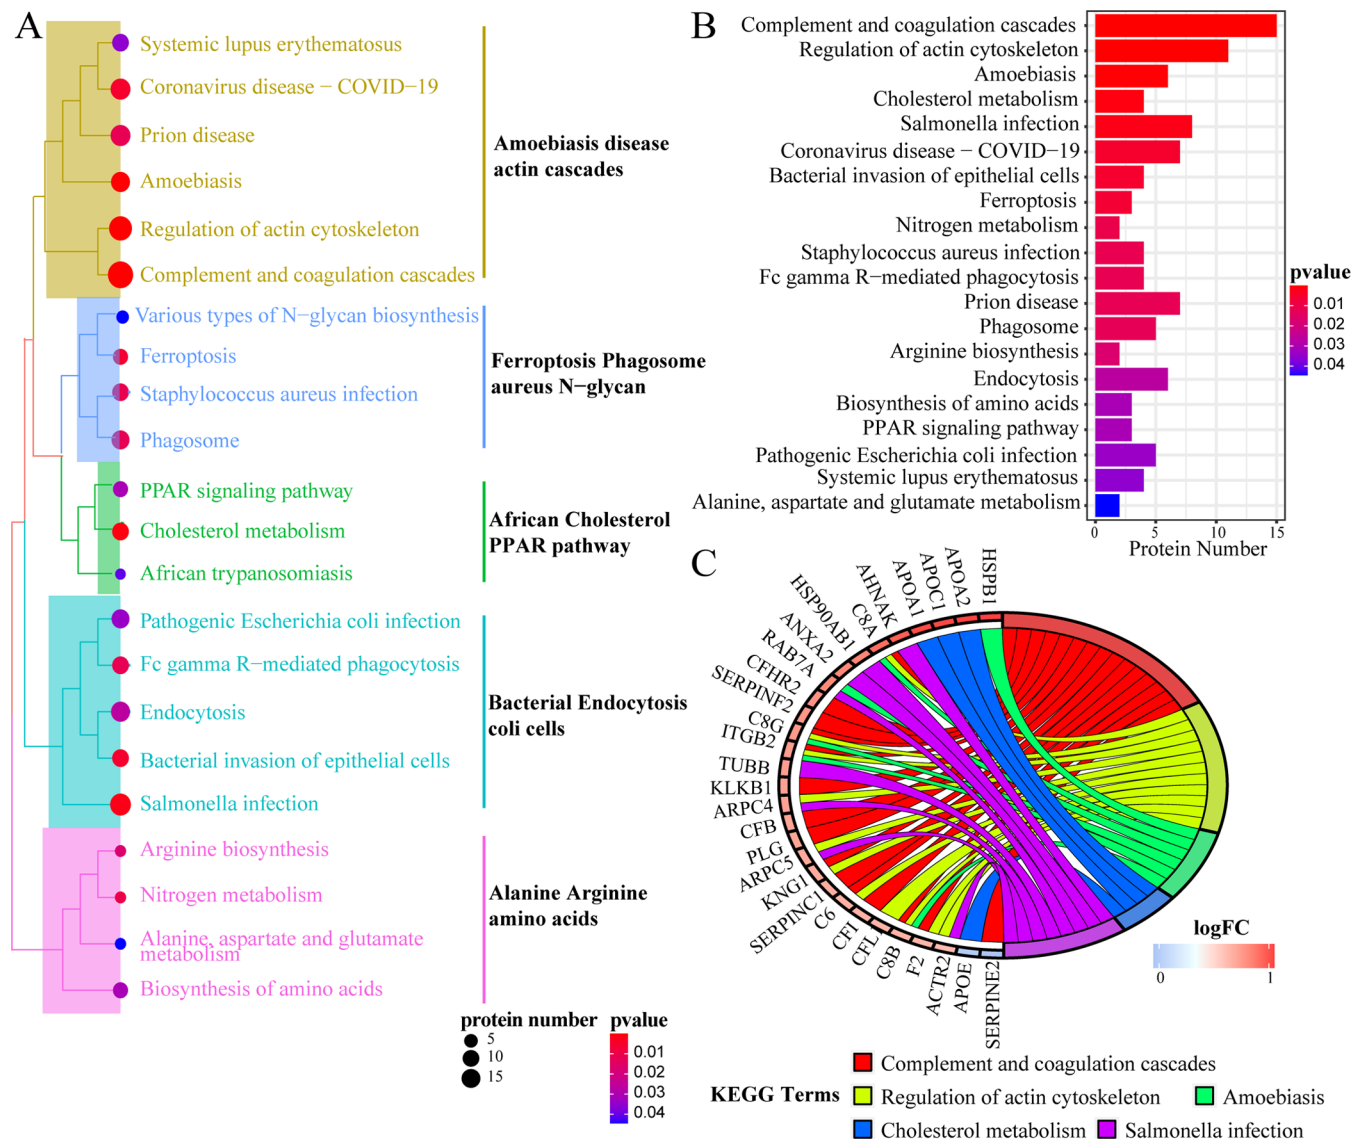 A
Systemic lupus erythematosus
Coronavirus disease − COVID−19
Prion disease
Amoebiasis
Regulation of actin cytoskeleton
Complement and coagulation cascades
Amoebiasis disease
actin cascades
Various types of N−glycan biosynthesis
Ferroptosis
Staphylococcus aureus infection
Phagosome
Ferroptosis Phagosome
aureus N−glycan
PPAR signaling pathway
Cholesterol metabolism
African trypanosomiasis
African Cholesterol
PPAR pathway
Pathogenic Escherichia coli infection
Fc gamma R−mediated phagocytosis
Endocytosis
Bacterial invasion of epithelial cells
Salmonella infection
Bacterial Endocytosis
coli cells
Arginine biosynthesis
Nitrogen metabolism
Alanine, aspartate and glutamate
metabolism
Biosynthesis of amino acids
Alanine Arginine
amino acids
protein number
5
10
15
pvalue
0.01
0.03
0.03
0.04
B
Complement and coagulation cascades
Regulation of actin cytoskeleton
Amoebiasis
Cholesterol metabolism
Salmonella infection
Coronavirus disease − COVID−19
Bacterial invasion of epithelial cells
Ferroptosis
Nitrogen metabolism
Staphylococcus aureus infection
Fc gamma R−mediated phagocytosis
Prion disease
Phagosome
Arginine biosynthesis
Endocytosis
Biosynthesis of amino acids
PPAR signaling pathway
Pathogenic Escherichia coli infection
Systemic lupus erythematosus
Alanine, aspartate and glutamate metabolism
0 5 10 15
Protein Number
pvalue
0.01
0.02
0.03
0.04
C
HSPB1
APOA2
APOC1
APOA1
AHNAK
C8A
HSP90AB1
ANXA2
RAB7A
CFHR2
SERPINF2
C8G
ITGB2
TUBB
KLKB1
ARPC4
CFB
PLG
ARPC5
KNG1
SERPINC1
C6
CFI
C8B
F2
ACTR2
APOE
SERPINE2
logFC
0 1
KEGG Terms
Complement and coagulation cascades
Regulation of actin cytoskeleton
Amoebiasis
Cholesterol metabolism
Salmonella infection